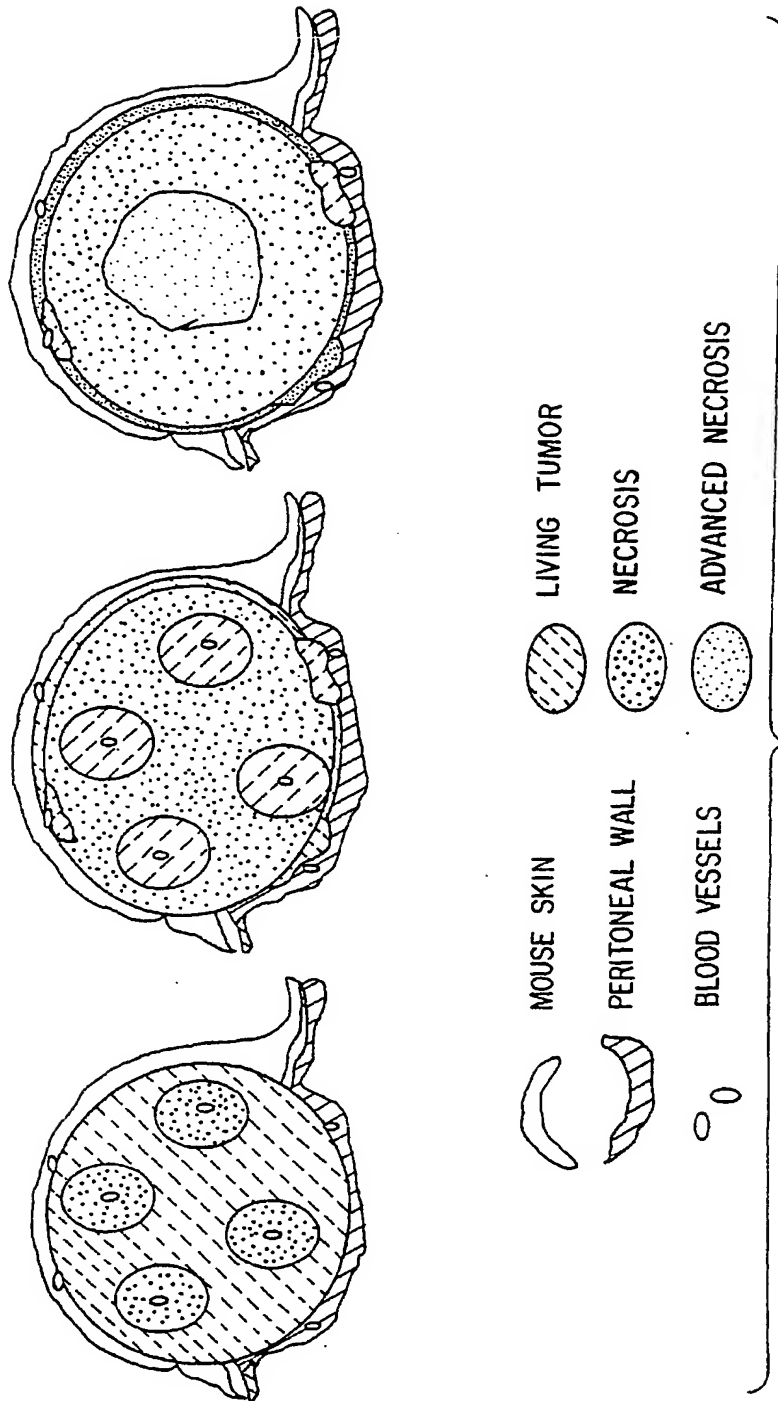 MOUSE SKIN
PERITONEAL WALL
BLOOD VESSELS
LIVING TUMOR
NECROSIS
ADVANCED NECROSIS